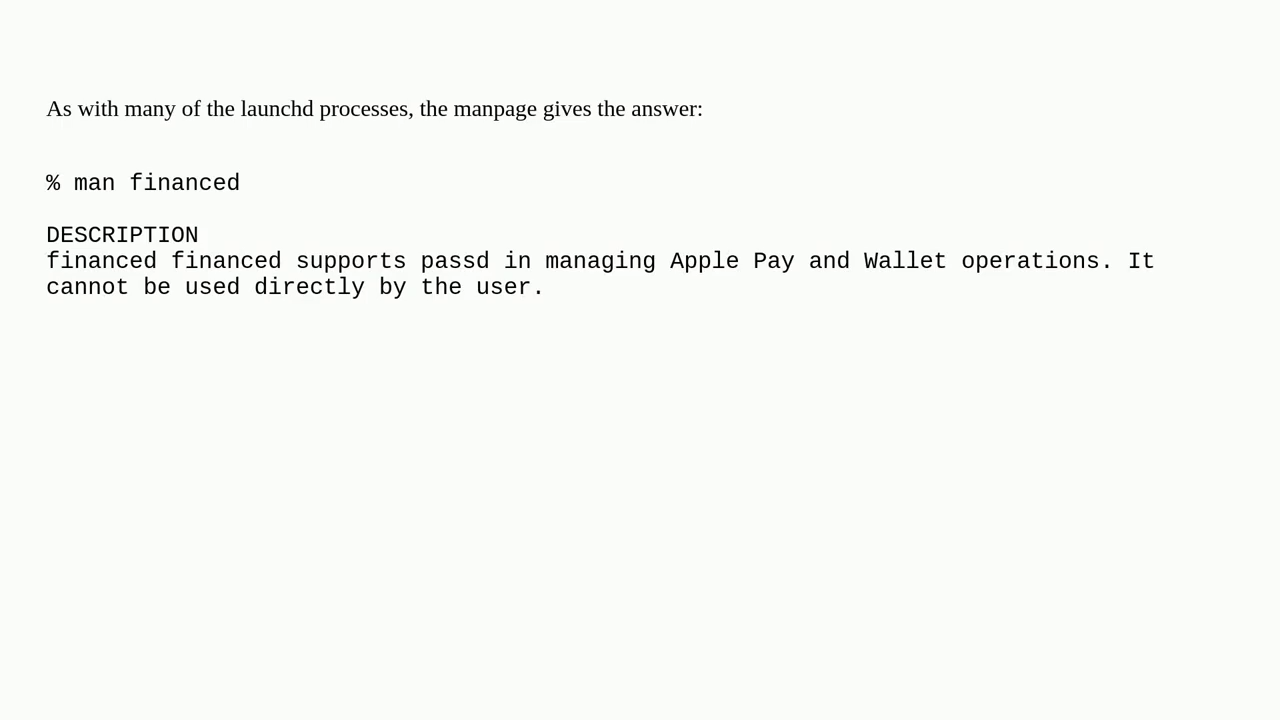 As with many of the launchd processes, the manpage gives the answer:
% man financed
DESCRIPTION
financed financed supports passd in managing Apple Pay and Wallet operations. It
cannot be used directly by the user.